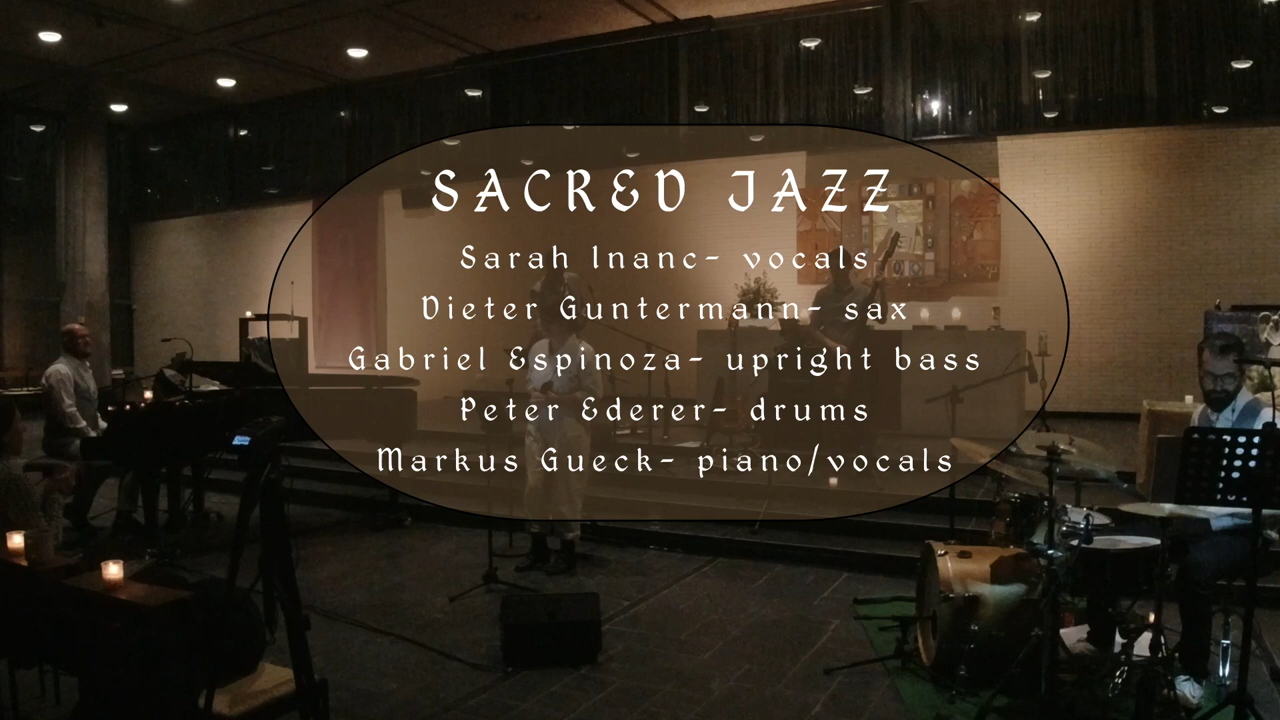 SACRED JAZZ
Sarah Inanc- vocals
Dieter Guntermann- sax
Gabriel Espinoza- upright bass
Peter Ederer- drums
Markus Gueck- piano/vocals